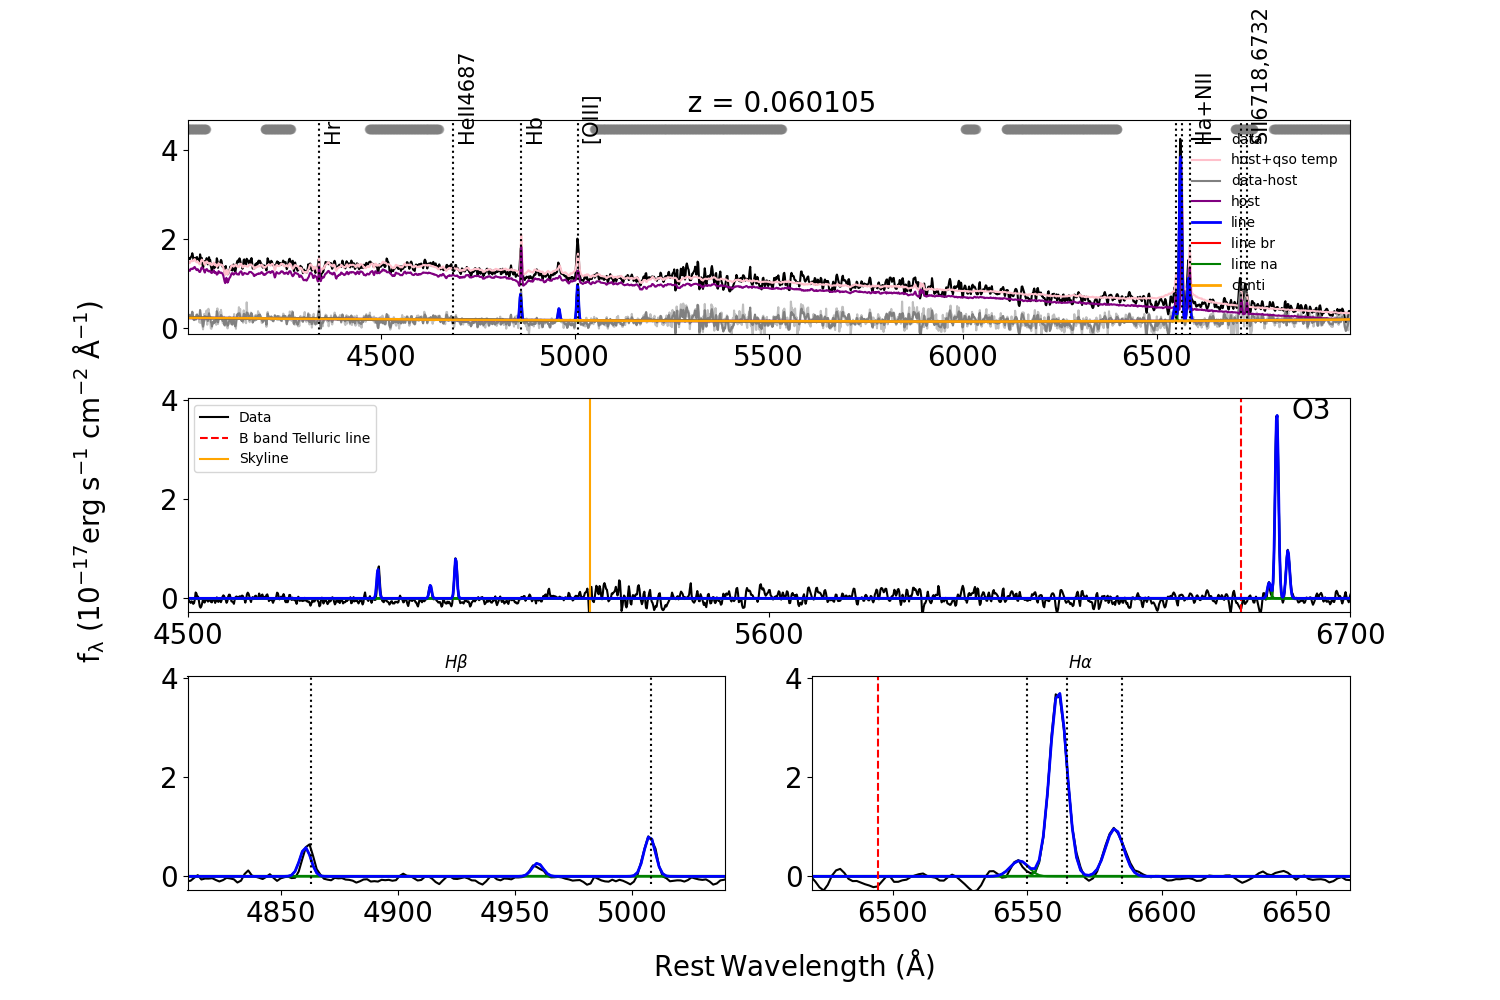 z = 0.060105
Hr
HeII4687
Hb
[OIII]
Ha+NII
SII6718,6732
data
host+qso temp
data-host
host
line
line br
line na
conti
4
2
0
4500
5000
5500
6000
6500
fλ (10−17erg s−1 cm−2 Å−1)
Data
B band Telluric line
Skyline
O3
4
2
0
4500
5600
6700
Hβ
4
2
0
4850
4900
4950
5000
Hα
4
2
0
6500
6550
6600
6650
Rest Wavelength (Å)